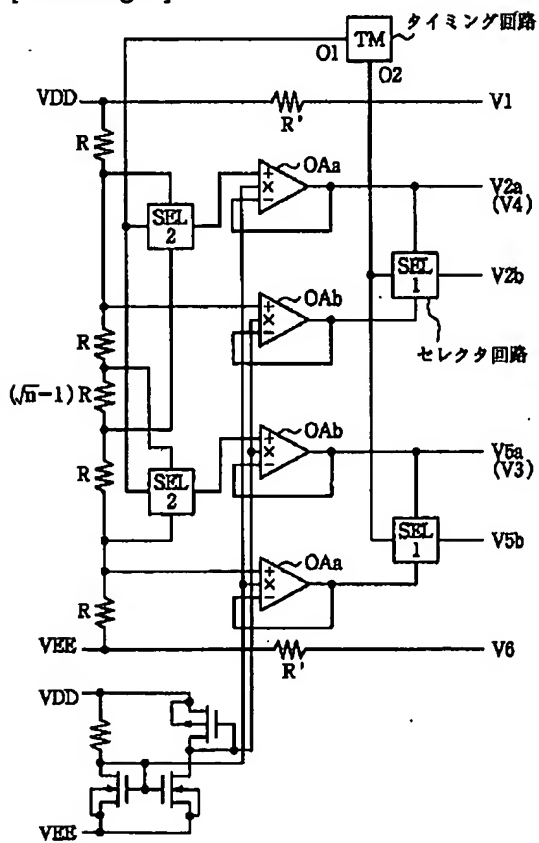 タイミング回路
TM
O1
O2
VDD
R'
V1
R
OAa
+
×
−
V2a
(V4)
SEL
2
SEL
1
V2b
OAb
+
×
−
セレクタ回路
R
(√n-1) R
OAb
+
×
−
V5a
(V3)
R
SEL
2
SEL
1
V5b
OAa
+
×
−
R
VEE
R'
V6
VDD
VEE